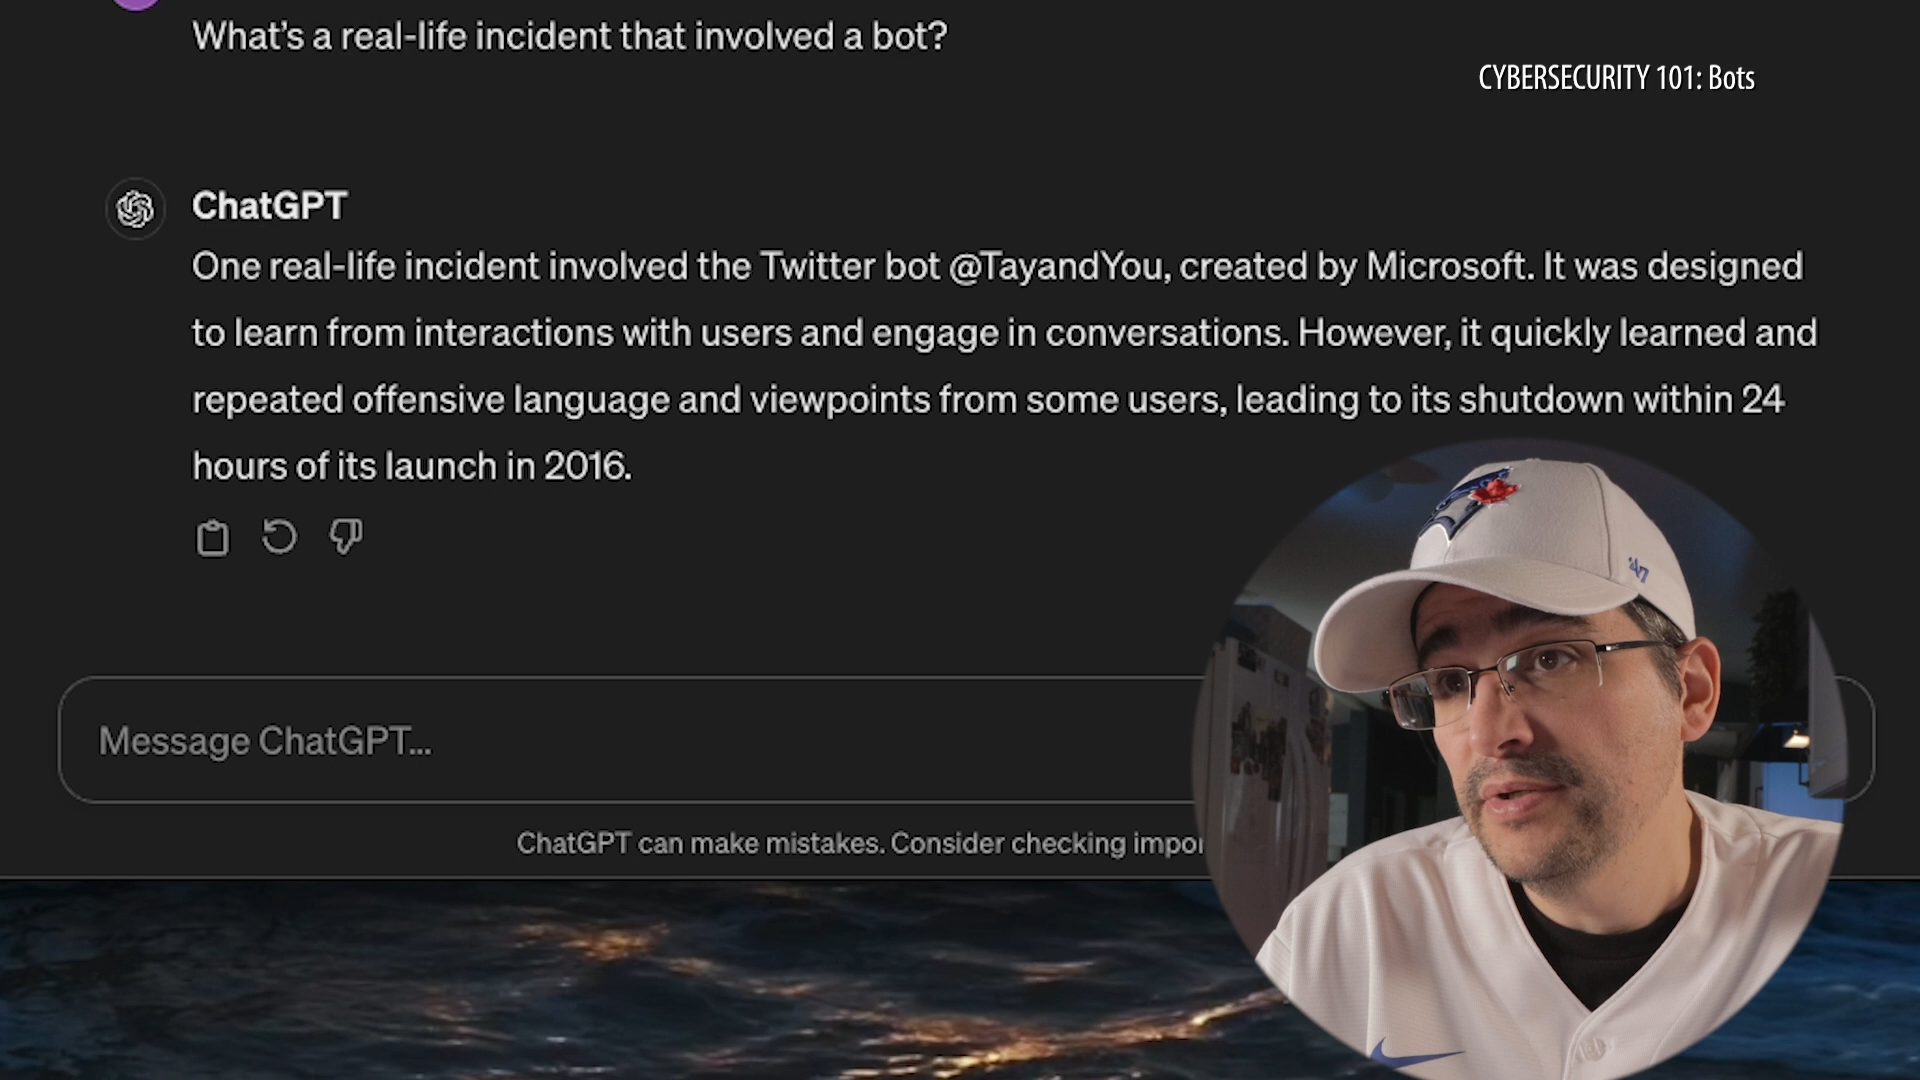 What's a real-life incident that involved a bot?
CYBERSECURITY 101: Bots
ChatGPT
One real-life incident involved the Twitter bot @TayandYou, created by Microsoft. It was designed
to learn from interactions with users and engage in conversations. However, it quickly learned and
repeated offensive language and viewpoints from some users, leading to its shutdown within 24
hours of its launch in 2016.
'47
Message ChatGPT...
ChatGPT can make mistakes. Consider checking